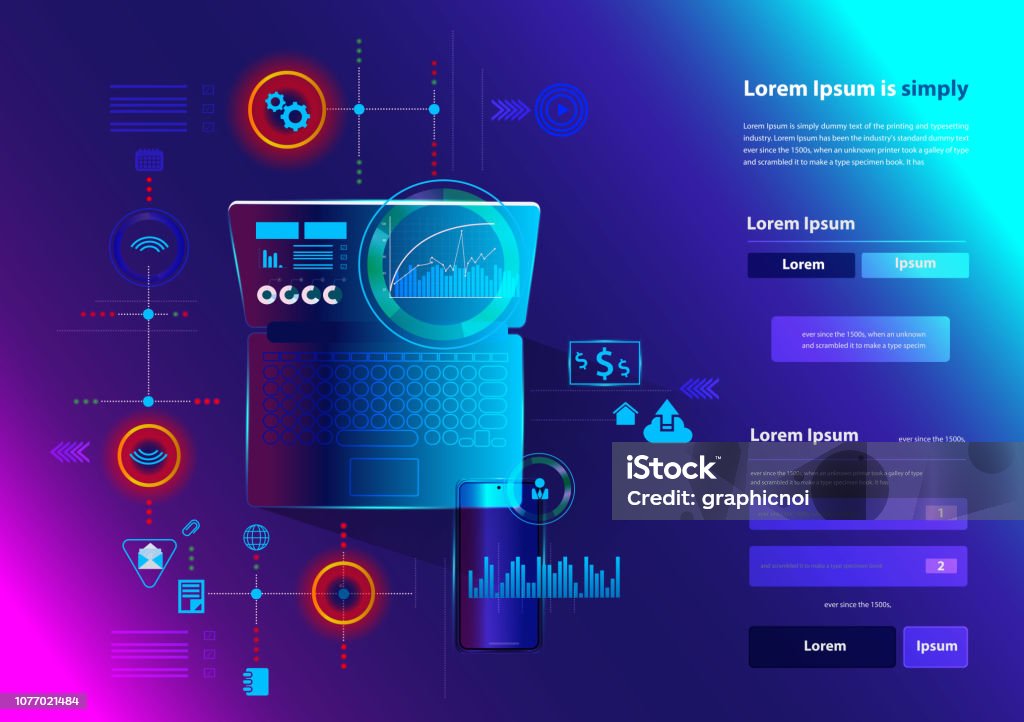 Lorem Ipsum is simply
Lorem Ipsum is simply dummy text of the printing and typesetting
industry. Lorem Ipsum has been the industry's standard dummy text
ever since the 1500s, when an unknown printer took a galley of type
and scrambled it to make a type specimen book. It has
Lorem Ipsum
Lorem
Ipsum
ever since the 1500s, when an unknown
and scrambled it to make a type specim
$ $ $
Lorem Ipsum
ever since the 1500s,
ever since the 1500s, when an unknown printer took a galley of type
and scrambled it to make a type specimen book. It has
1
and scrambled it to make a type specimen book
2
ever since the 1500s,
Lorem
Ipsum
iStock™
Credit: graphicnoi
1077021484